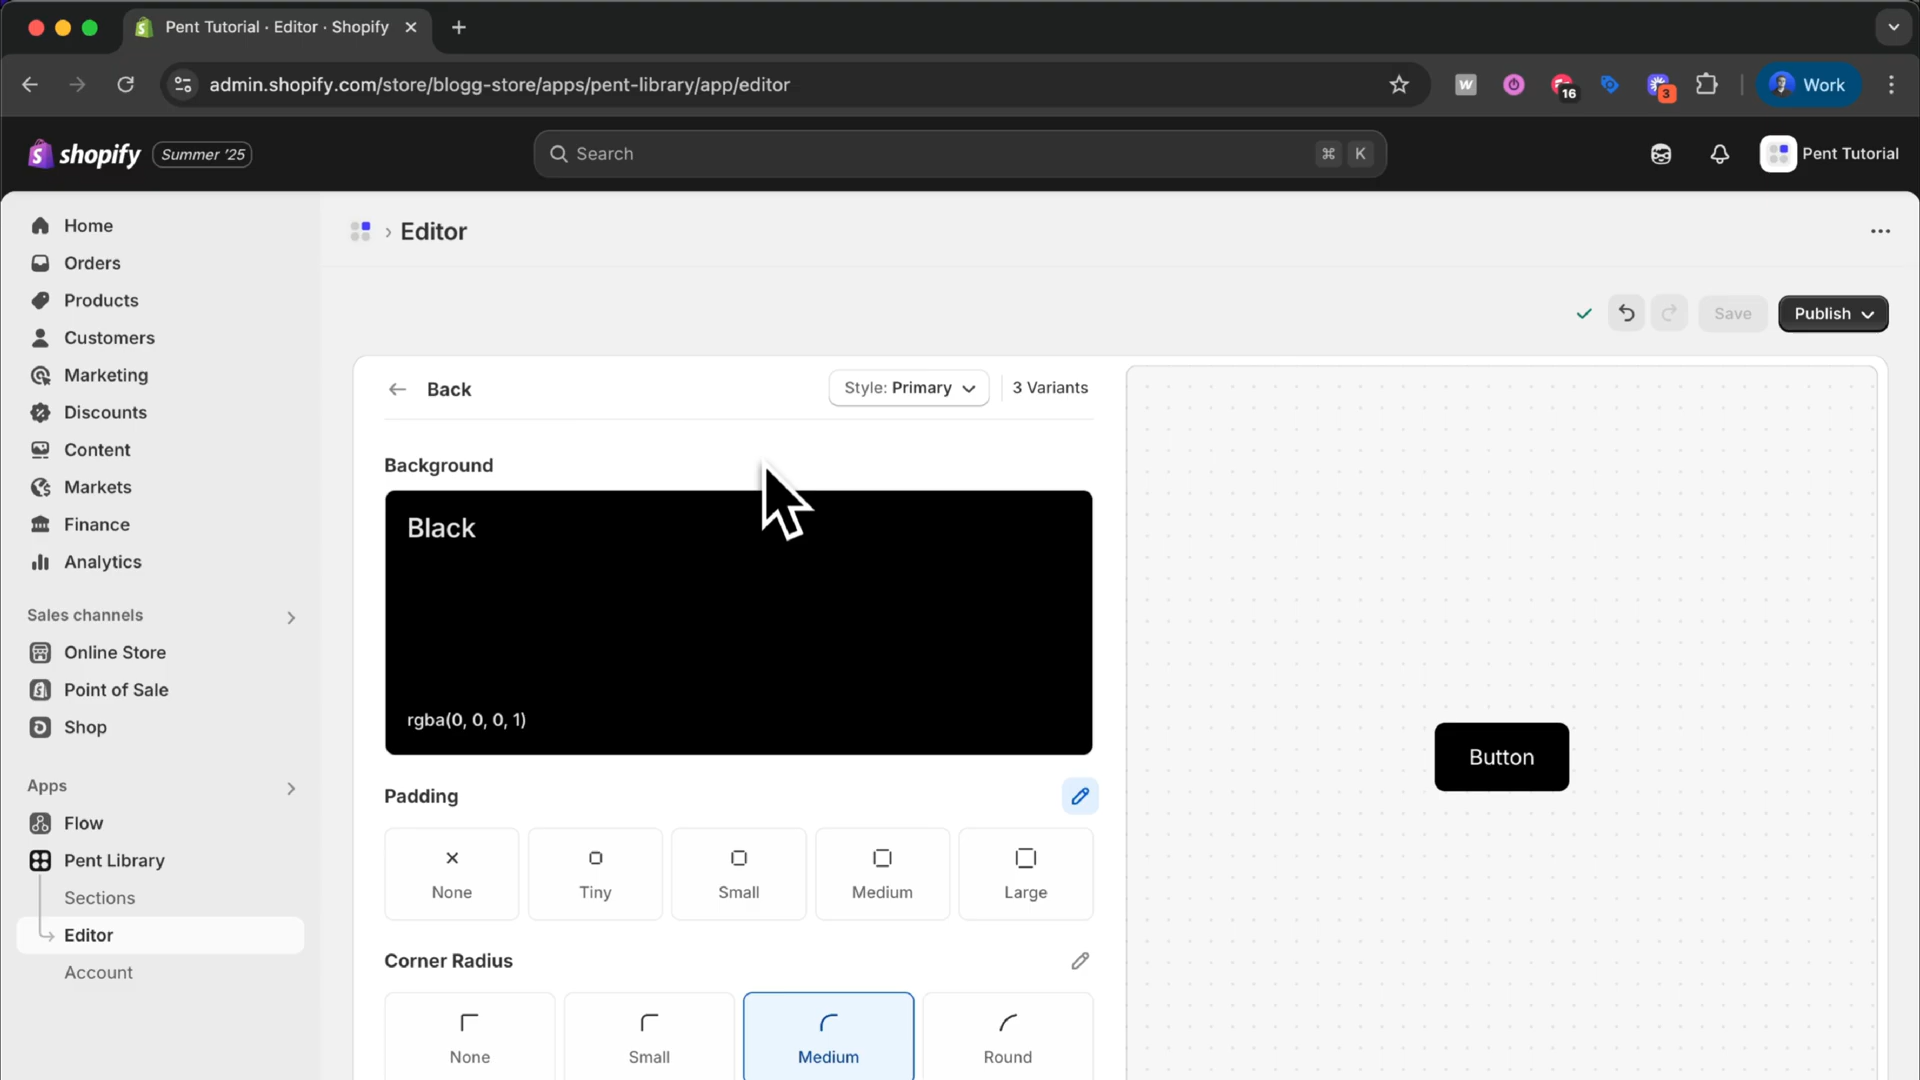 Pent Tutorial · Editor · Shopify
admin.shopify.com/store/blogg-store/apps/pent-library/app/editor
W
16
3
Work
shopify
Summer '25
Search
⌘ K
Pent Tutorial
Home
Orders
Products
Customers
Marketing
Discounts
Content
Markets
Finance
Analytics
Sales channels
Online Store
Point of Sale
Shop
Apps
Flow
Pent Library
Sections
Editor
Account
Editor
Save
Publish
Back
Style: Primary
3 Variants
Background
Black
rgba(0, 0, 0, 1)
Padding
None
Tiny
Small
Medium
Large
Corner Radius
None
Small
Medium
Round
Button